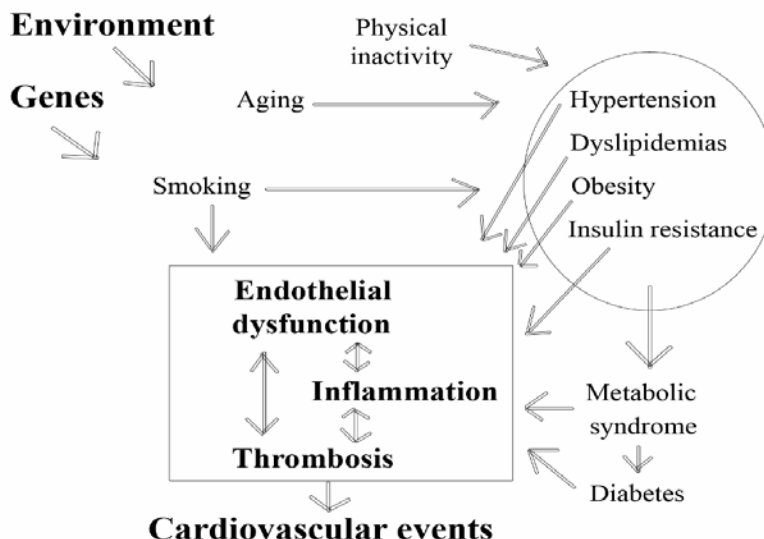 Environment
Physical
inactivity
Genes
Aging
Hypertension
Dyslipidemias
Smoking
Obesity
Insulin resistance
Endothelial
dysfunction
Inflammation
Metabolic
syndrome
Thrombosis
Diabetes
Cardiovascular events